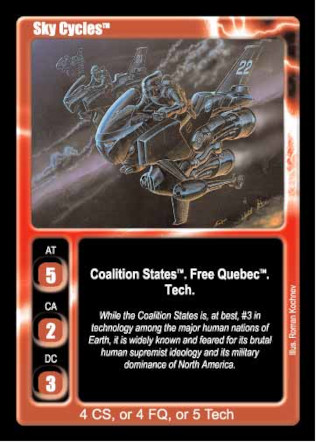 Sky Cycles™
22
AT
5
CA
2
DC
3
Coalition States™. Free Quebec™.
Tech.
While the Coalition States is, at best, #3 in
technology among the major human nations of
Earth, it is widely known and feared for its brutal
human supremist ideology and its military
dominance of North America.
Illus. Roman Kochnev
4 CS, or 4 FQ, or 5 Tech